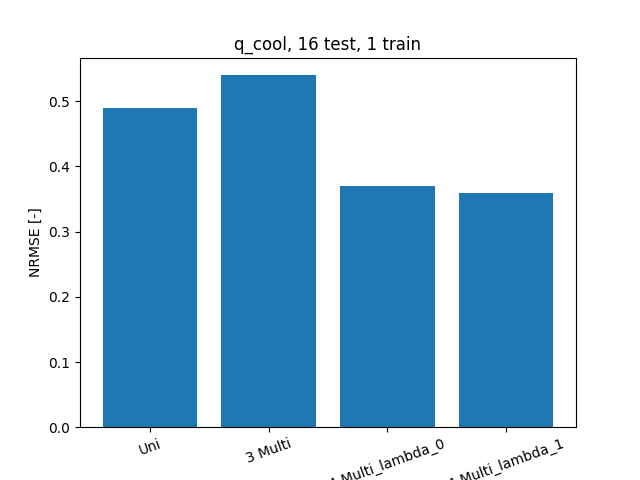 q_cool, 16 test, 1 train
NRMSE [-]
0.5
0.4
0.3
0.2
0.1
0.0
Uni
3 Multi
Multi_lambda_0
Multi_lambda_1